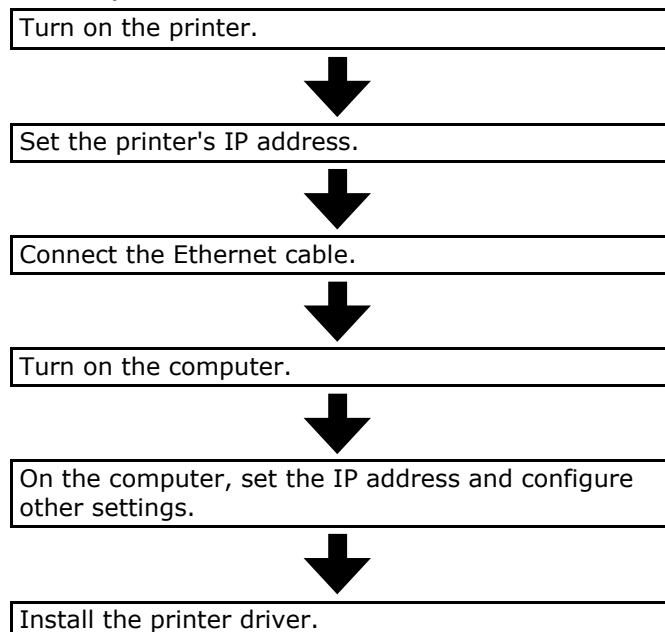 Turn on the printer.
Set the printer's IP address.
Connect the Ethernet cable.
Turn on the computer.
On the computer, set the IP address and configure
other settings.
Install the printer driver.